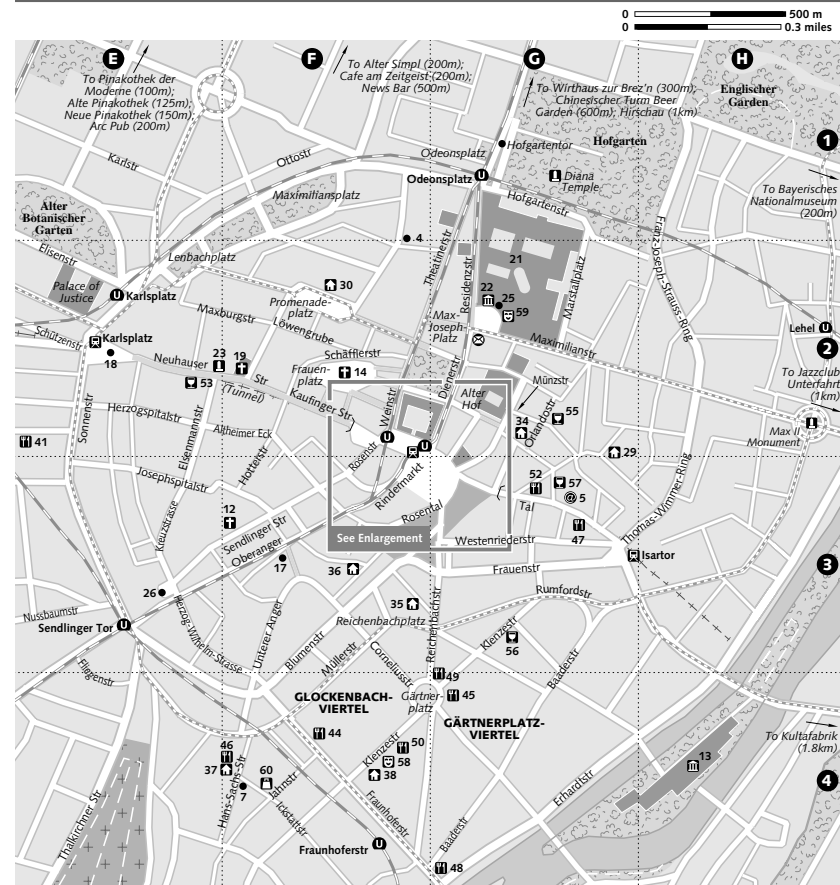 0 500 m
0 0.3 miles
E
F
G
H
To Pinakothek der
Moderne (100m);
Alte Pinakothek (125m);
Neue Pinakothek (150m);
Arc Pub (200m)
To Alter Simpl (200m);
Cafe am Zeitgeist (200m);
News Bar (500m)
To Wirthaus zur Brez'n (300m);
Chinesischer Turm Beer
Garden (600m); Hirschau (1km)
Englischer
Garden
Hofgarten
1
Karlstr
Ottostr
Odeonsplatz
Hofgartentor
Odeonsplatz
Diana
Temple
To Bayerisches
Nationalmuseum
(200m)
Maximiliansplatz
Hofgartenstr
Alter
Botanischer
Garten
4
Elisenstr
Lenbachplatz
Theatinerstr
Residenzstr
21
Marstallplatz
Franz-Joseph-Strauss-Ring
Palace of
Justice
Karlsplatz
30
22
25
59
Promenade-
platz
Maxburgstr
Löwengrube
Max-
Joseph-
Platz
Maximilianstr
Lehel
2
Schützenstr
Karlsplatz
18
Neuhauser
Str
23
19
(Tunnel)
53
Schäfflerstr
Frauen-
platz
14
Kaufinger Str
Dienerstr
Weinstr
Alter
Hof
Münzstr
To Jazzclub
Unterfahrt
(1km)
Herzogspitalstr
Sonnenstr
Eisenmannstr
Altheimer Eck
34
Orlandostr
55
Max II
Monument
41
29
Hotterstr
Josephspitalstr
Rosenstr
Rindermarkt
52
57
5
Tal
Thomas-Wimmer-Ring
Kreuzstrasse
12
Sendlinger Str
Oberanger
Rosental
See Enlargement
Westenriederstr
47
Isartor
17
36
Frauenstr
3
26
Rumfordstr
35
Reichenbachplatz
Reichenbachstr
Nussbaumstr
Sendlinger Tor
Herzog-Wilhelm-Strasse
Unterer Anger
Blumenstr
Müllerstr
Corneliusstr
Klenzestr
56
Baaderstr
Fliegenstr
49
GLOCKENBACH-
VIERTEL
Gärtner-
platz
45
GÄRTNERPLATZ-
VIERTEL
44
Klenzestr
50
58
38
To Kultafabrik
(1.8km)
13
4
46
37
Hans-Sachs-Str
60
7
Jahnstr
Ickstattstr
Fraunhoferstr
Erhardtstr
Thalkirchner Str
Fraunhoferstr
Baaderstr
48